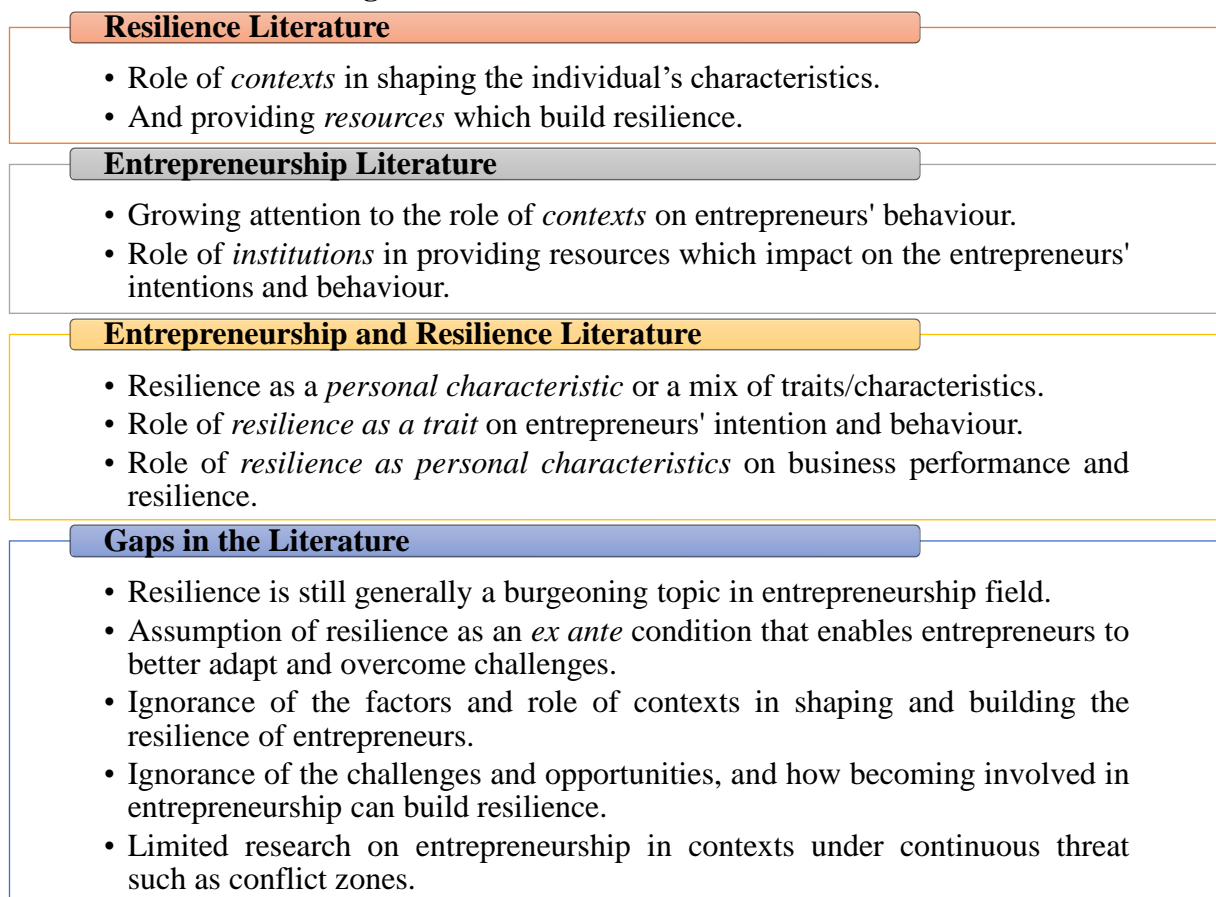 Resilience Literature
• Role of contexts in shaping the individual's characteristics.
• And providing resources which build resilience.
Entrepreneurship Literature
• Growing attention to the role of contexts on entrepreneurs' behaviour.
• Role of institutions in providing resources which impact on the entrepreneurs'
intentions and behaviour.
Entrepreneurship and Resilience Literature
• Resilience as a personal characteristic or a mix of traits/characteristics.
• Role of resilience as a trait on entrepreneurs' intention and behaviour.
• Role of resilience as personal characteristics on business performance and
resilience.
Gaps in the Literature
• Resilience is still generally a burgeoning topic in entrepreneurship field.
• Assumption of resilience as an ex ante condition that enables entrepreneurs to
better adapt and overcome challenges.
• Ignorance of the factors and role of contexts in shaping and building the
resilience of entrepreneurs.
• Ignorance of the challenges and opportunities, and how becoming involved in
entrepreneurship can build resilience.
• Limited research on entrepreneurship in contexts under continuous threat
such as conflict zones.